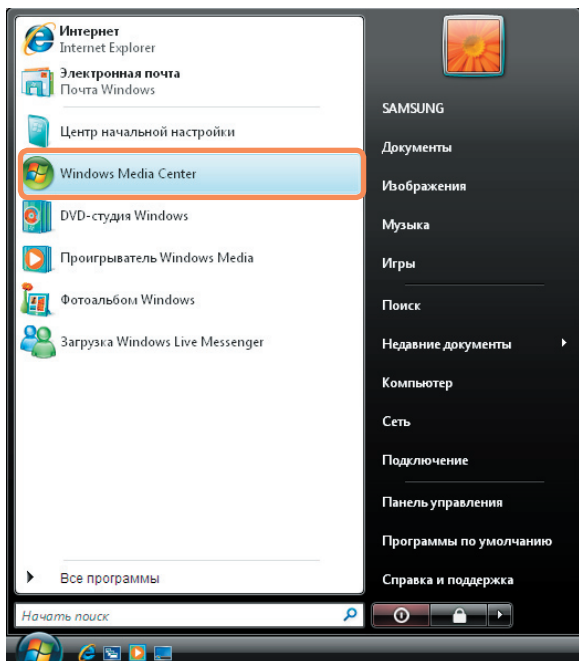 Интернет
Internet Explorer
Электронная почта
Почта Windows
Центр начальной настройки
Windows Media Center
DVD-студия Windows
Проигрыватель Windows Media
Фотоальбом Windows
Загрузка Windows Live Messenger
Все программы
Начать поиск
SAMSUNG
Документы
Изображения
Музыка
Игры
Поиск
Недавние документы
Компьютер
Сеть
Подключение
Панель управления
Программы по умолчанию
Справка и поддержка